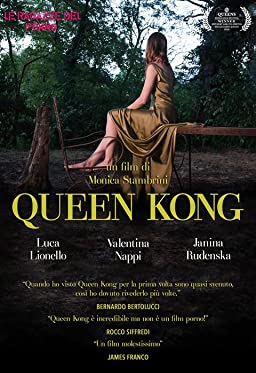 LE RAGAZZE DEL
PORNO
QUEENS
un film di
Monica Stambrini
QUEEN KONG
Luca
Lionello
Valentina
Nappi
Janina
Rudenska
“Quando ho visto Queen Kong per la prima volta sono quasi svenuto,
così ho dovuto rivederlo più volte.”
BERNARDO BERTOLUCCI
“Queen Kong è incredibile ma non è un film porno!”
ROCCO SIFFREDI
“Un film molestissimo”
JAMES FRANCO